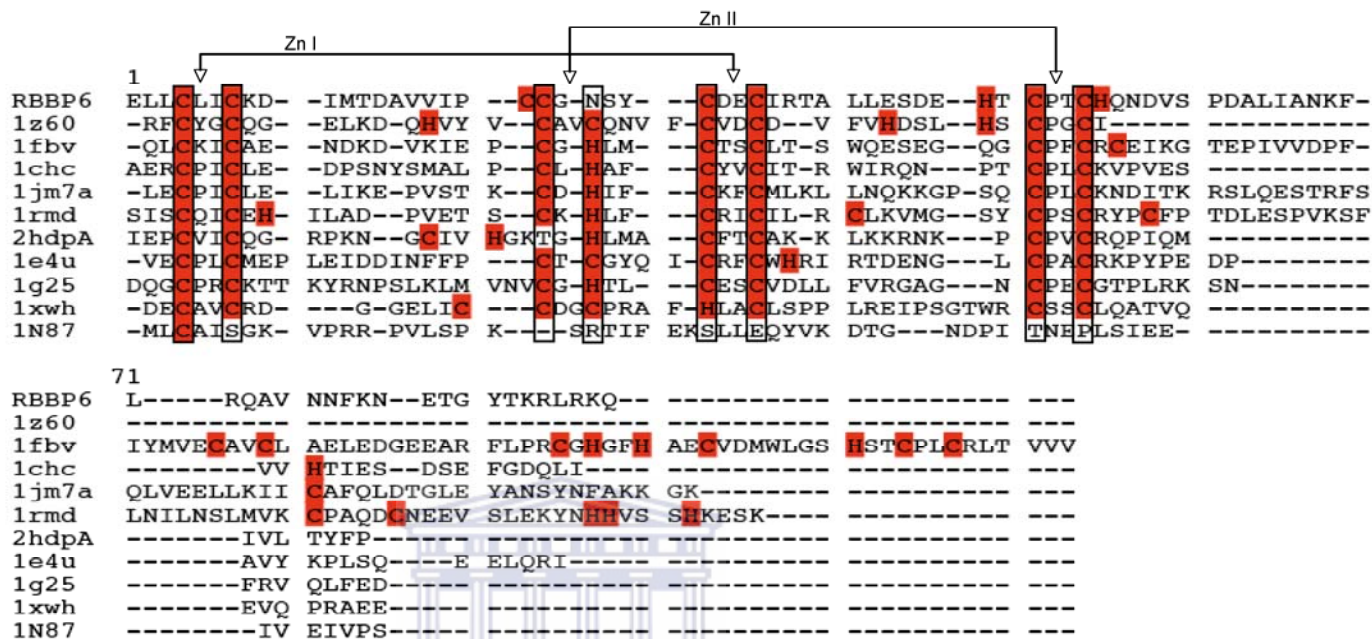 Zn II
Zn I
1
RBBP6 ELLCLICKD- -IMTDAVVIP --CCG-NSY- --CDECIRTA LLESDE--HT CPTCHQNDVS PDALIANKF-
1z60 -RFCYGCQG- -ELKD-QHVY V--CAVCQNV F-CVDCD--V FVHDSL--HS CPGCI----- ----------
1fbv -QLCKICAE- -NDKD-VKIE P--CG-HLM- --CTSCLT-S WQESEG--QG CPFCRCEIKG TEPIVVDPF-
1chc AERCPICLE- -DPSNYSMAL P--CL-HAF- --CYVCIT-R WIRQN---PT CPLCKVPVES ----------
1jm7a -LECPICLE- -LIKE-PVST K--CD-HIF- --CKFCMLKL LNQKKGP-SQ CPLCKNDITK RSLQESTRFS
1rmd SISCQICEH- -ILAD--PVET S--CK-HLF- --CRICIL-R CLKVMG--SY CPSCRYPCFP TDLESPVKSF
2hdpA IEPCVICQG- -RPKN--GCIV -HGKTG-HLMA --CFTCAK-K LKKRNK---P CPVCRQPIQM ----------
1e4u -VECPLCMEP LEIDDINFFP ---CT-CGYQ I-CRFCWHRI RTDENG---L CPACRKPYPE DP--------
1g25 DQGCPRCKTT KYRNPSLKLM VNVCG-HTL- --CESCVDLL FVRGAG---N CPECGTPLRK SN--------
1xwh -DECAVCRD- --G-GELIC- ---CDGCPRA F-HLACLSPP LREIPSGTWR CSSCLQATVQ ----------
1N87 -MLCAISGK- VPRR-PVLSP K----SRTIF EKSLLEQYVK DTG---NDPI TNEPLSIEE- ----------
71
RBBP6 L-----RQAV NNFKN--ETG YTKRLRKQ-- ---------- ---------- ---
1z60 ---------- ---------- ---------- ---------- ---------- ---
1fbv IYMVECAVCL AELEDGEEAR FLPRCGHGFH AECVDMWLGS HSTCPLCRLT VVV
1chc --------VV HTIES--DSE FGDQLI---- ---------- ---------- ---
1jm7a QLVEELLKII CAFQLDTGLE YANSYNFAKK GK-------- ---------- ---
1rmd LNILNSLMVK CPAQDCNEEV SLEKYNHHVS SHKESK---- ---------- ---
2hdpA -------IVL TYFP------ ---------- ---------- ---------- ---
1e4u -------AVY KPLSQ----E ELQRI----- ---------- ---------- ---
1g25 -------FRV QLFED----- ---------- ---------- ---------- ---
1xwh -------EVQ PRAEE----- ---------- ---------- ---------- ---
1N87 --------IV EIVPS----- ---------- ---------- ---------- ---